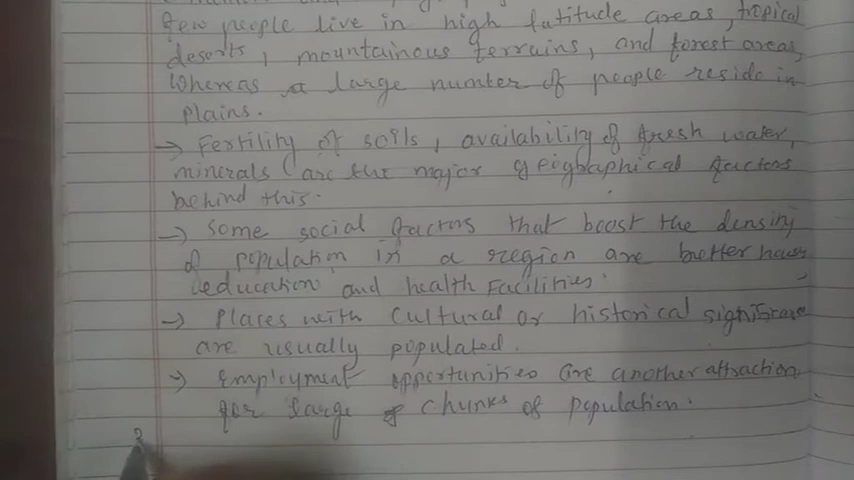 few people live in high latitude areas, tropical
deserts, mountainous terrains, and forest areas,
Whereas a large number of people reside in
plains.
→ Fertility of soils, availability of fresh water,
minerals are the major geigraphical factors
behind this.
→ Some social factors that boost the density
of population in a region are better
education and health Facilities.
→ Places with cultural or historical significance
are usually populated.
→ Employment opportunities are another attraction
for large chunks of population.